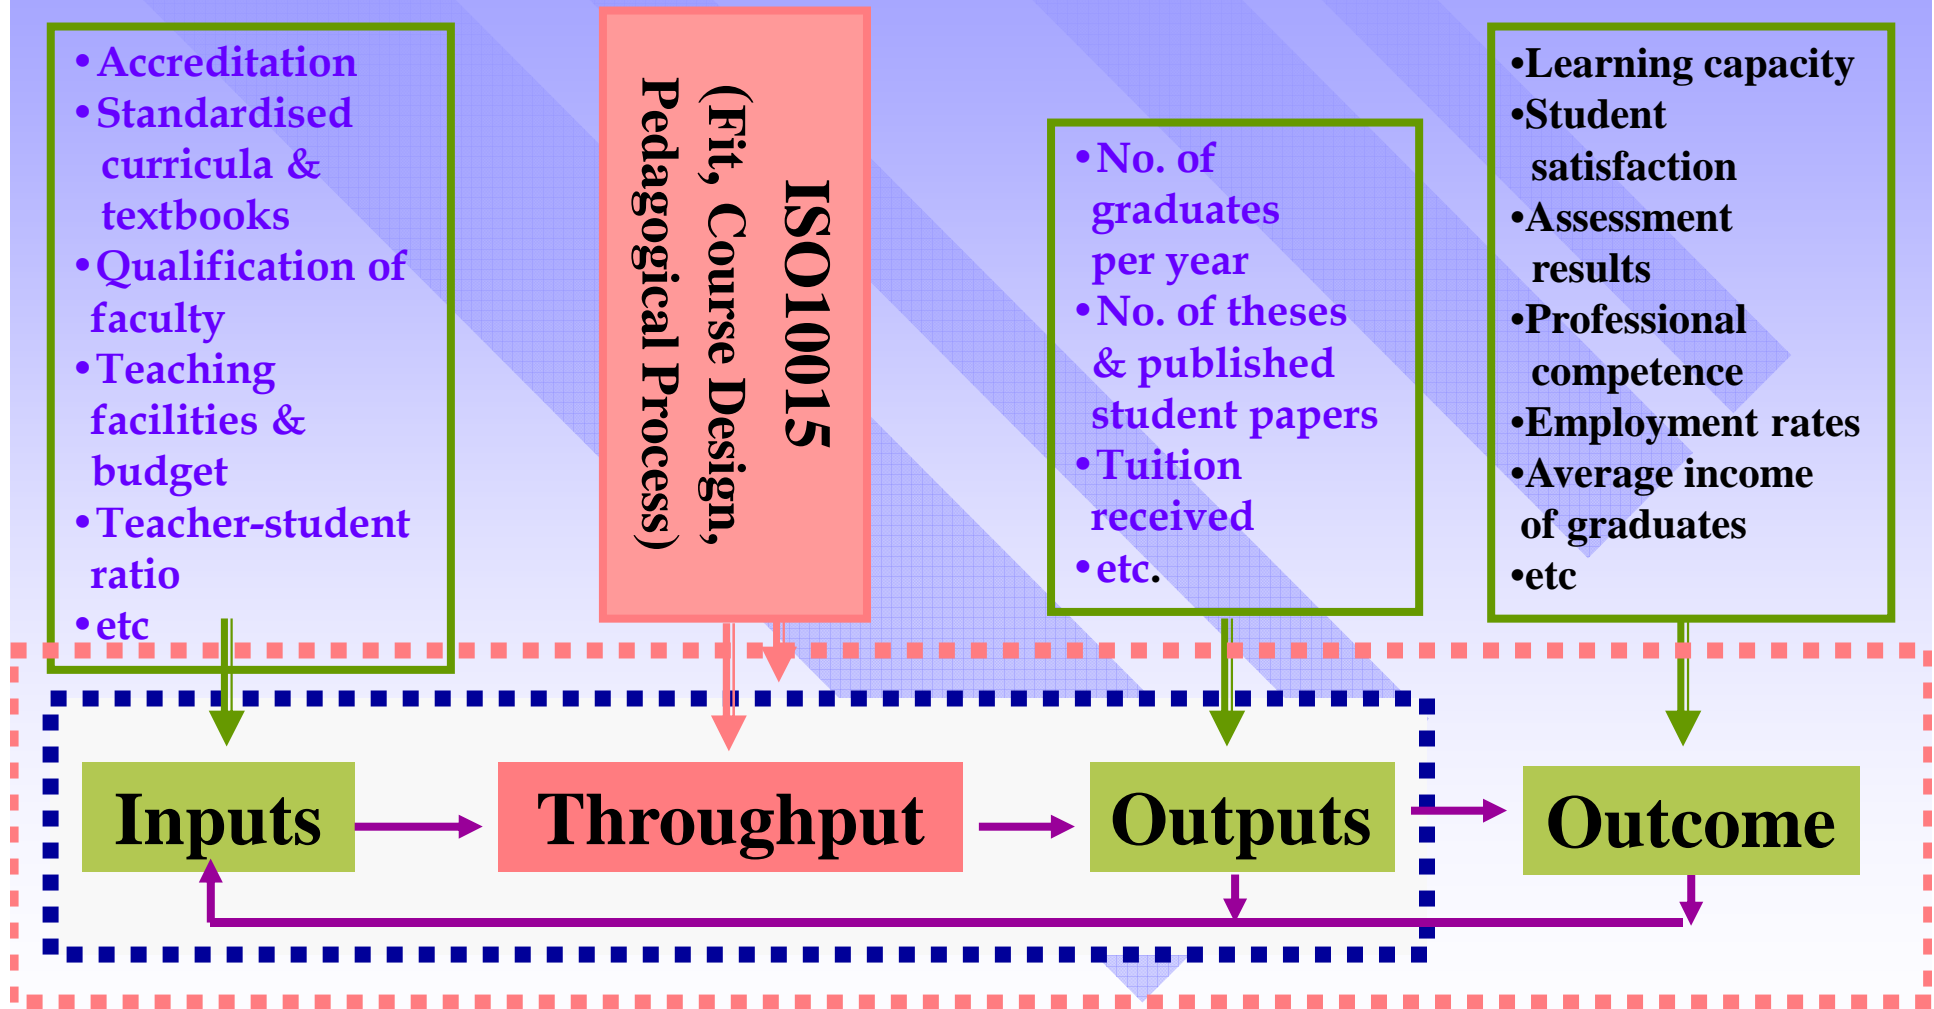 •Accreditation
•Standardised
curricula &
textbooks
•Qualification of
faculty
•Teaching
facilities &
budget
•Teacher-student
ratio
•etc
ISO10015
(Fit, Course Design,
Pedagogical Process)
•No. of
graduates
per year
•No. of theses
& published
student papers
•Tuition
received
•etc.
•Learning capacity
•Student
satisfaction
•Assessment
results
•Professional
competence
•Employment rates
•Average income
of graduates
•etc
Inputs
Throughput
Outputs
Outcome